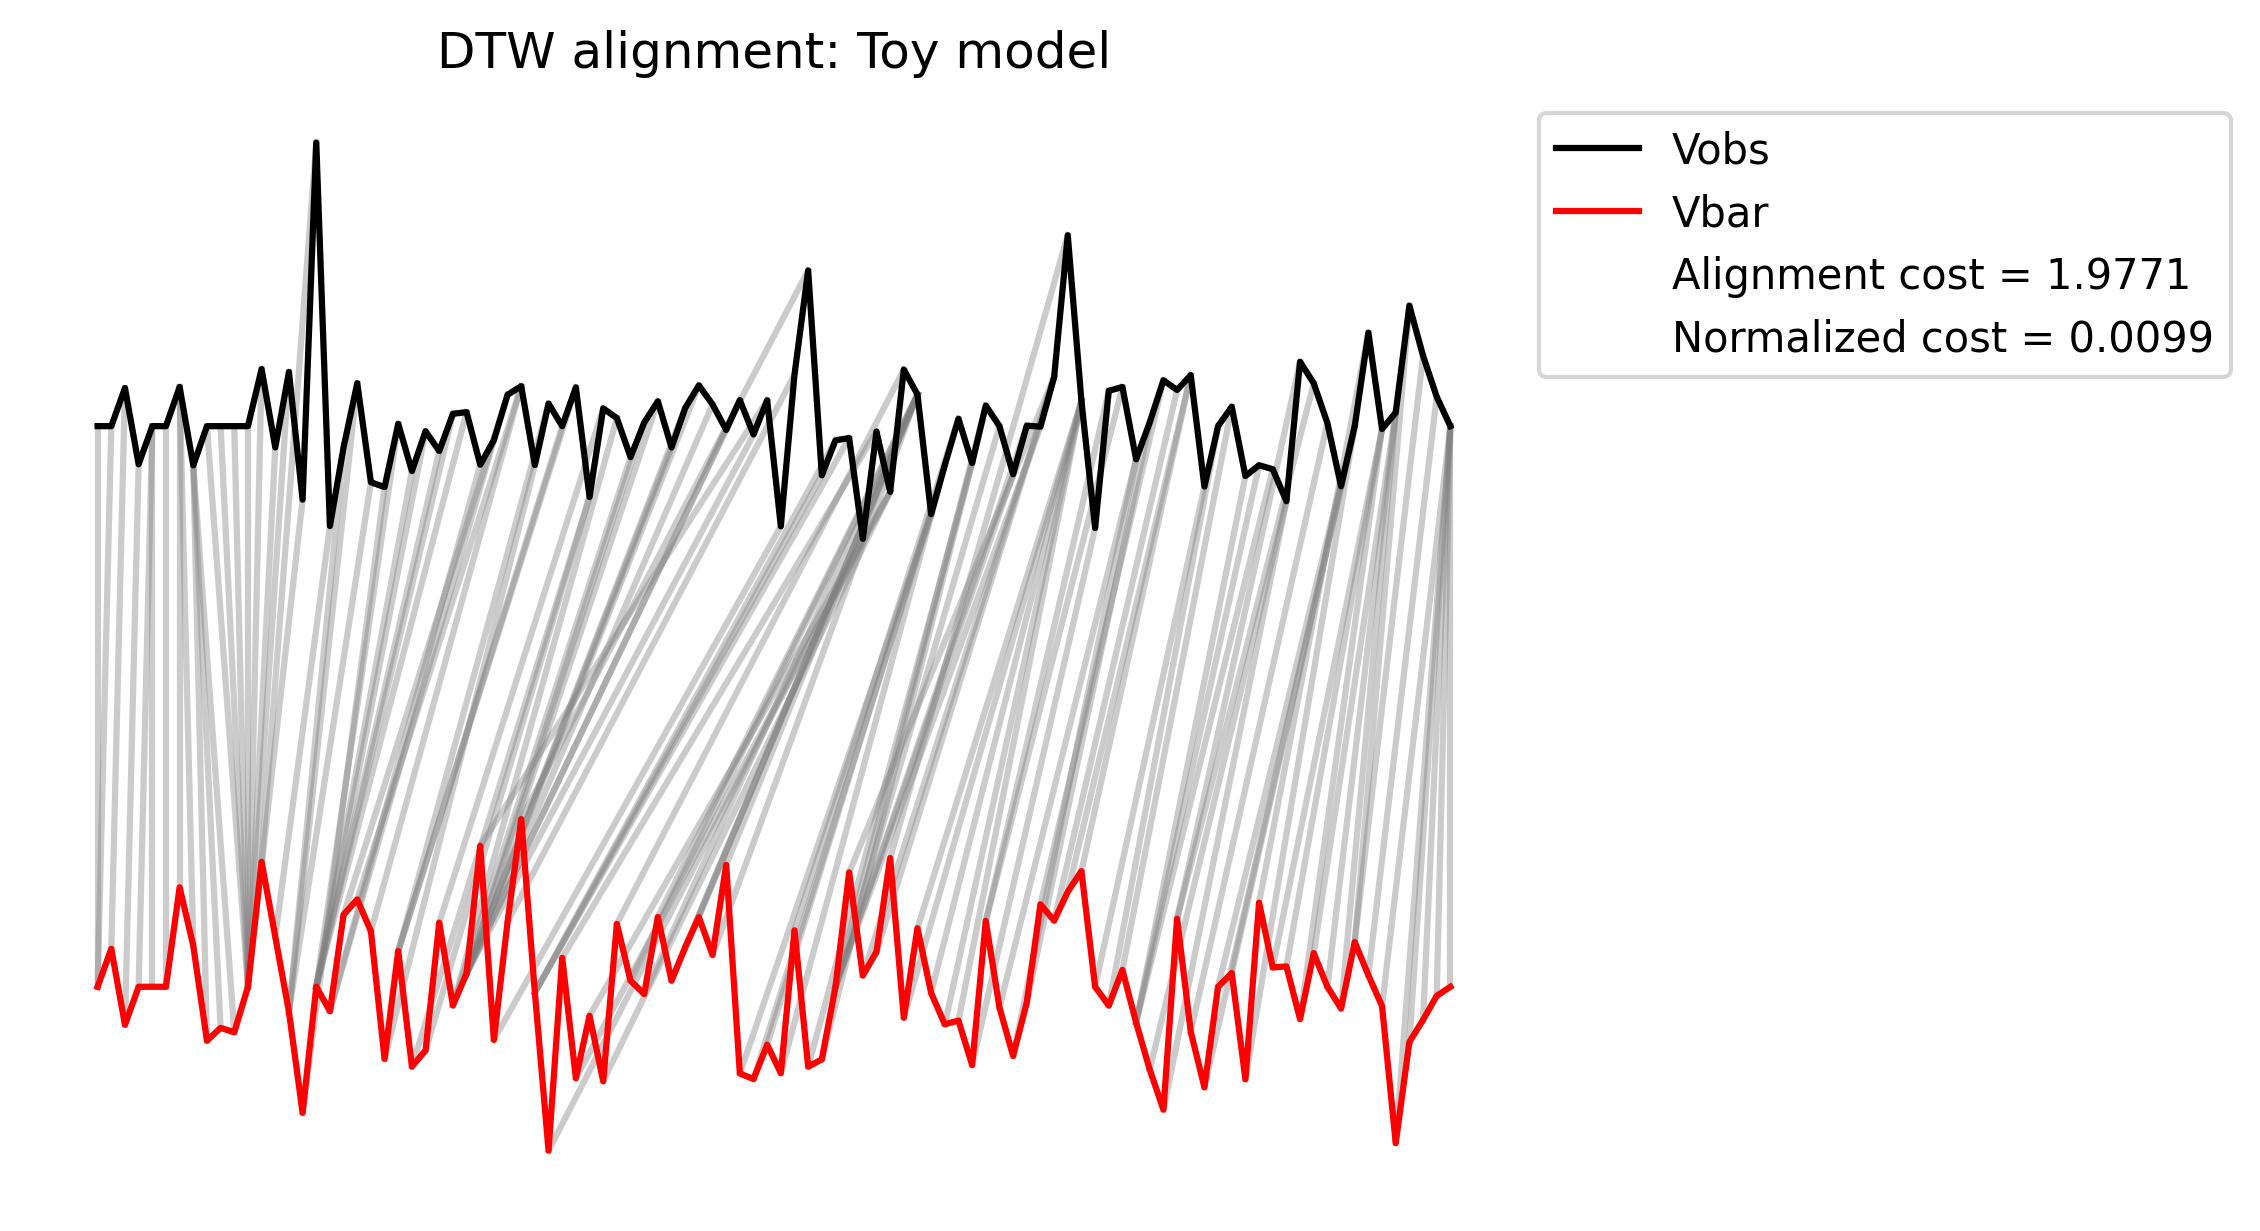 DTW alignment: Toy model
Vobs
Vbar
Alignment cost = 1.9771
Normalized cost = 0.0099